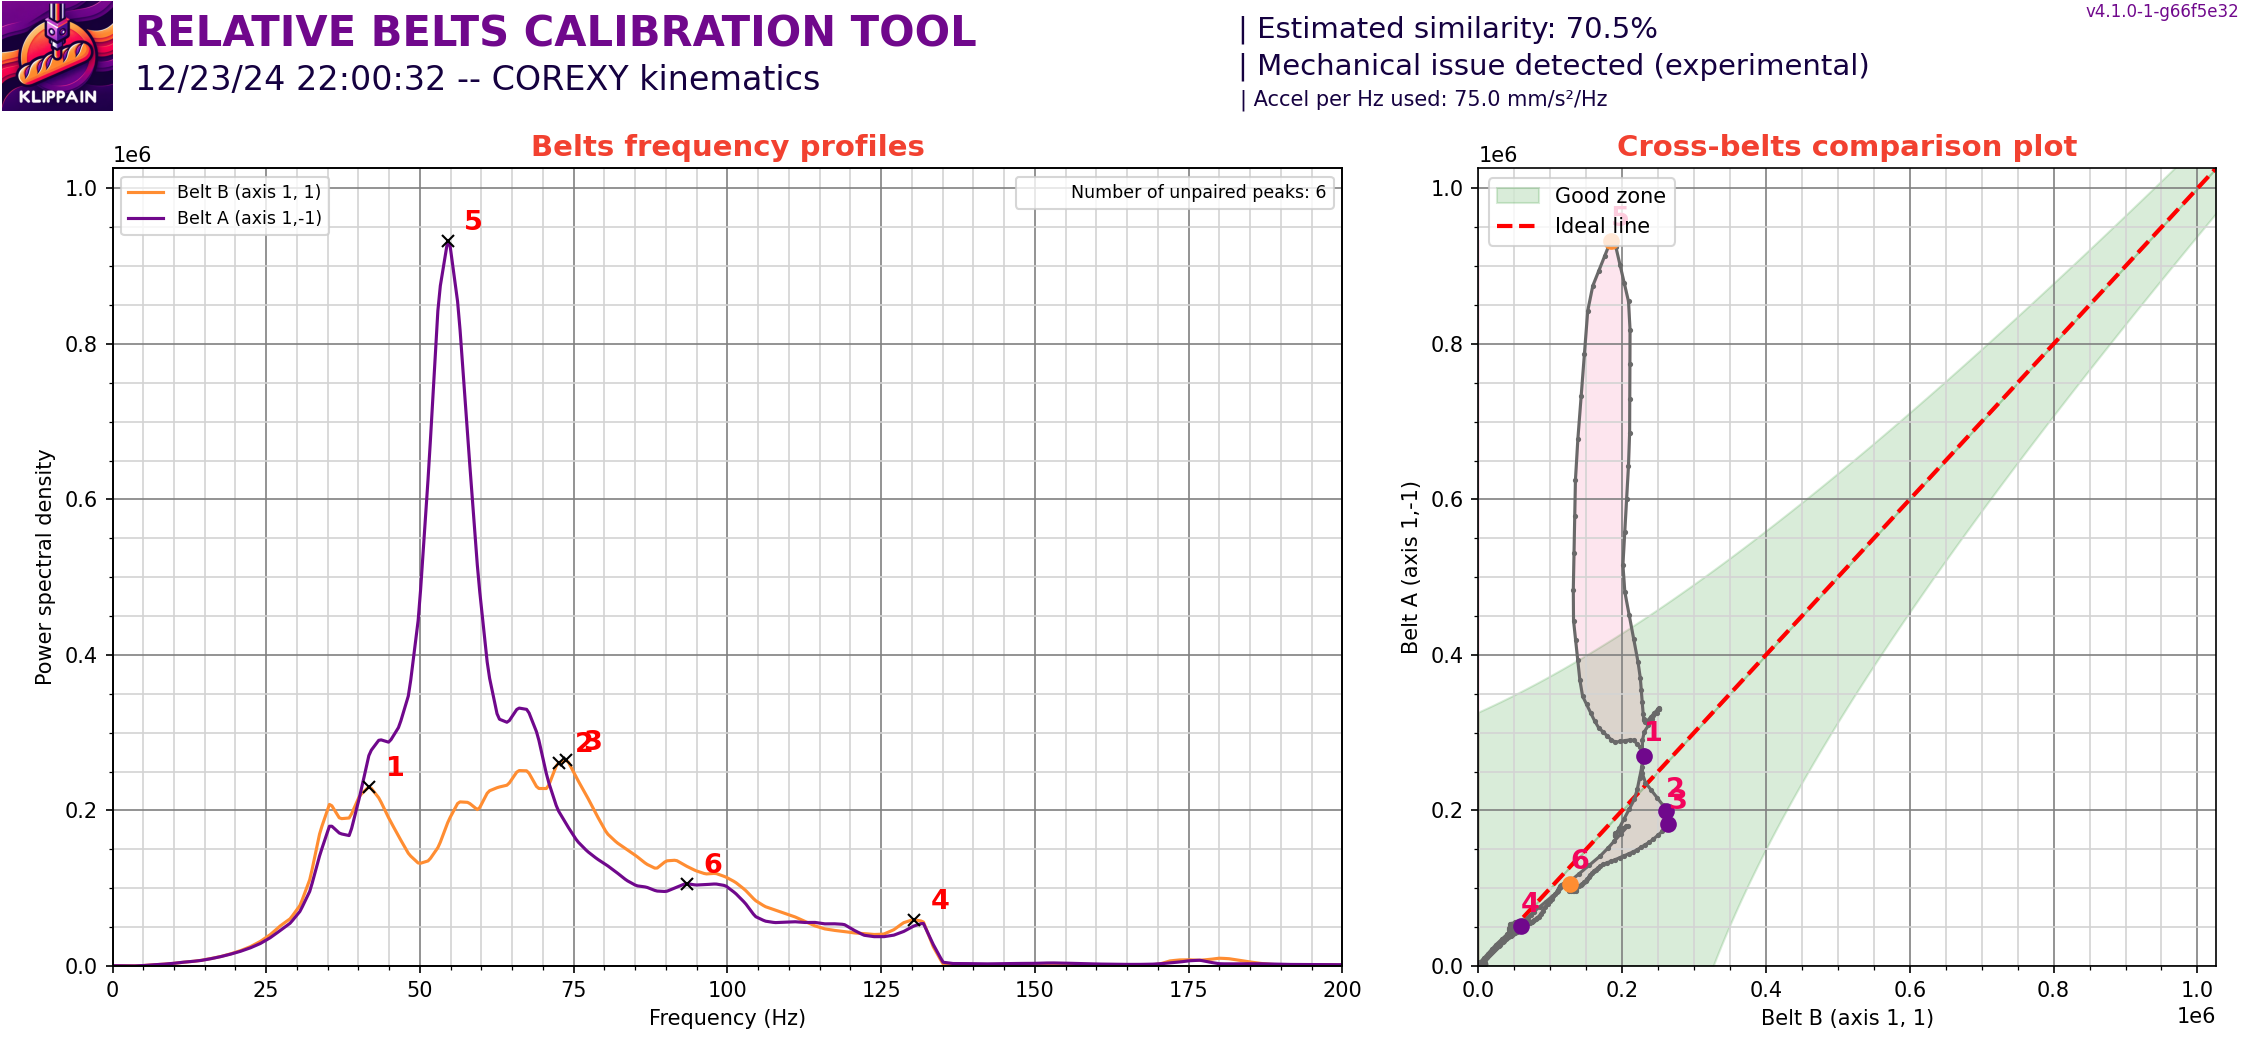 KLIPPAIN
RELATIVE BELTS CALIBRATION TOOL
12/23/24 22:00:32 -- COREXY kinematics
| Estimated similarity: 70.5%
| Mechanical issue detected (experimental)
| Accel per Hz used: 75.0 mm/s²/Hz
v4.1.0-1-g66f5e32
Belts frequency profiles
1e6
Belt B (axis 1, 1)
Belt A (axis 1,-1)
Number of unpaired peaks: 6
5
1
2
3
6
4
1.0
0.8
0.6
0.4
0.2
0.0
Power spectral density
0 25 50 75 100 125 150 175 200
Frequency (Hz)
Cross-belts comparison plot
1e6
Good zone
Ideal line
5
1
2
3
6
4
1.0
0.8
0.6
0.4
0.2
0.0
Belt A (axis 1,-1)
0.0 0.2 0.4 0.6 0.8 1.0
Belt B (axis 1, 1)
1e6